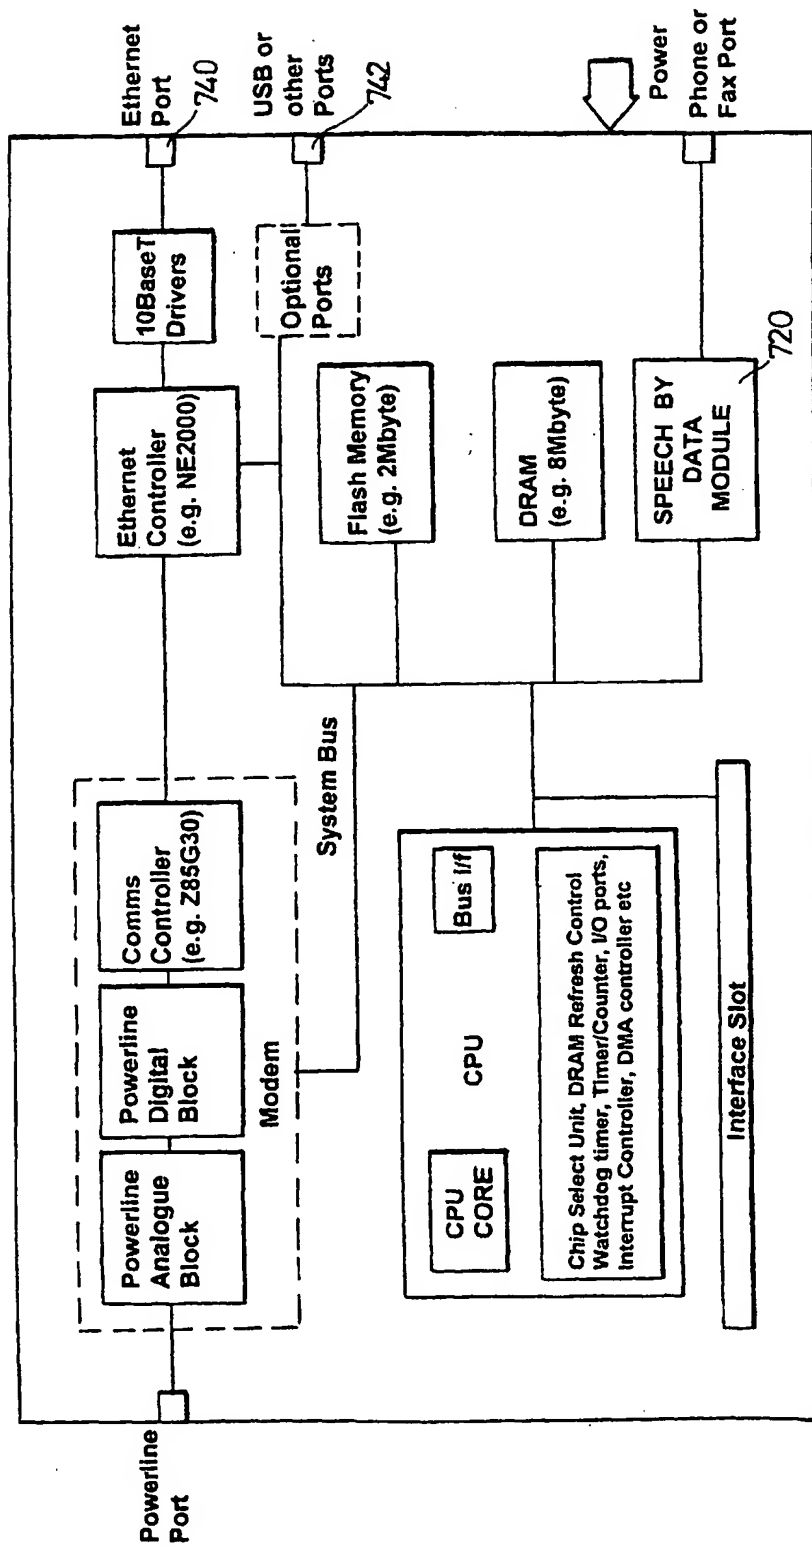 Powerline
Port
Powerline
Analogue
Block
Powerline
Digital
Block
Comms
Controller
(e.g. Z85G30)
Modem
Ethernet
Controller
(e.g. NE2000)
10BaseT
Drivers
Ethernet
Port
740
USB or
other
Ports
742
Optional
Ports
System Bus
Flash Memory
(e.g. 2Mbyte)
DRAM
(e.g. 8Mbyte)
SPEECH BY
DATA
MODULE
720
Power
Phone or
Fax Port
CPU
CORE
CPU
Bus I/f
Chip Select Unit, DRAM Refresh Control
Watchdog timer, Timer/Counter, I/O ports,
Interrupt Controller, DMA controller etc
Interface Slot